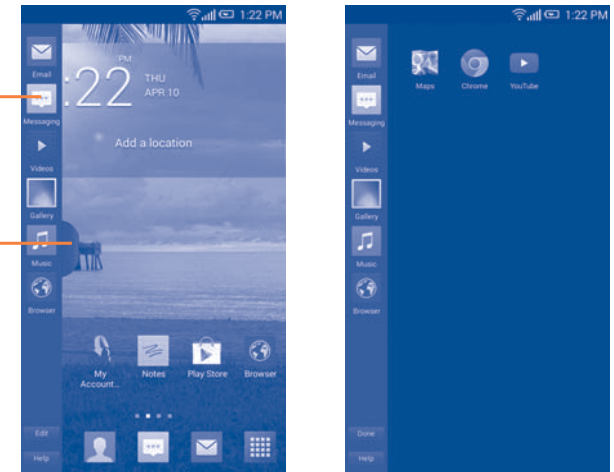 1:22 PM
Email
Messaging
Videos
Gallery
Music
Browser
Edit
Help
:22
PM
THU
APR 10
Add a location
My
Account...
Notes
Play Store
Browser
1:22 PM
Email
Messaging
Videos
Gallery
Music
Browser
Done
Help
Maps
Chrome
YouTube